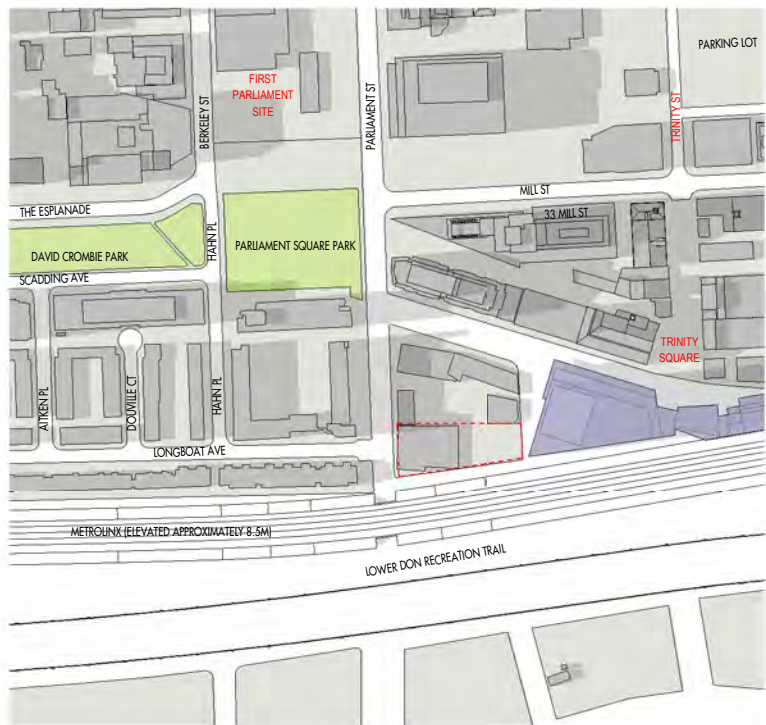 PARKING LOT
FIRST
PARLIAMENT
SITE
BERKELEY ST
PARLIAMENT ST
TRINITY ST
MILL ST
THE ESPLANADE
33 MILL ST
HAHN PL
PARLIAMENT SQUARE PARK
DAVID CROMBIE PARK
SCADDING AVE
TRINITY
SQUARE
AITKEN PL
DOUVILLE CT
HAHN PL
LONGBOAT AVE
METROLINX (ELEVATED APPROXIMATELY 8.5M)
LOWER DON RECREATION TRAIL